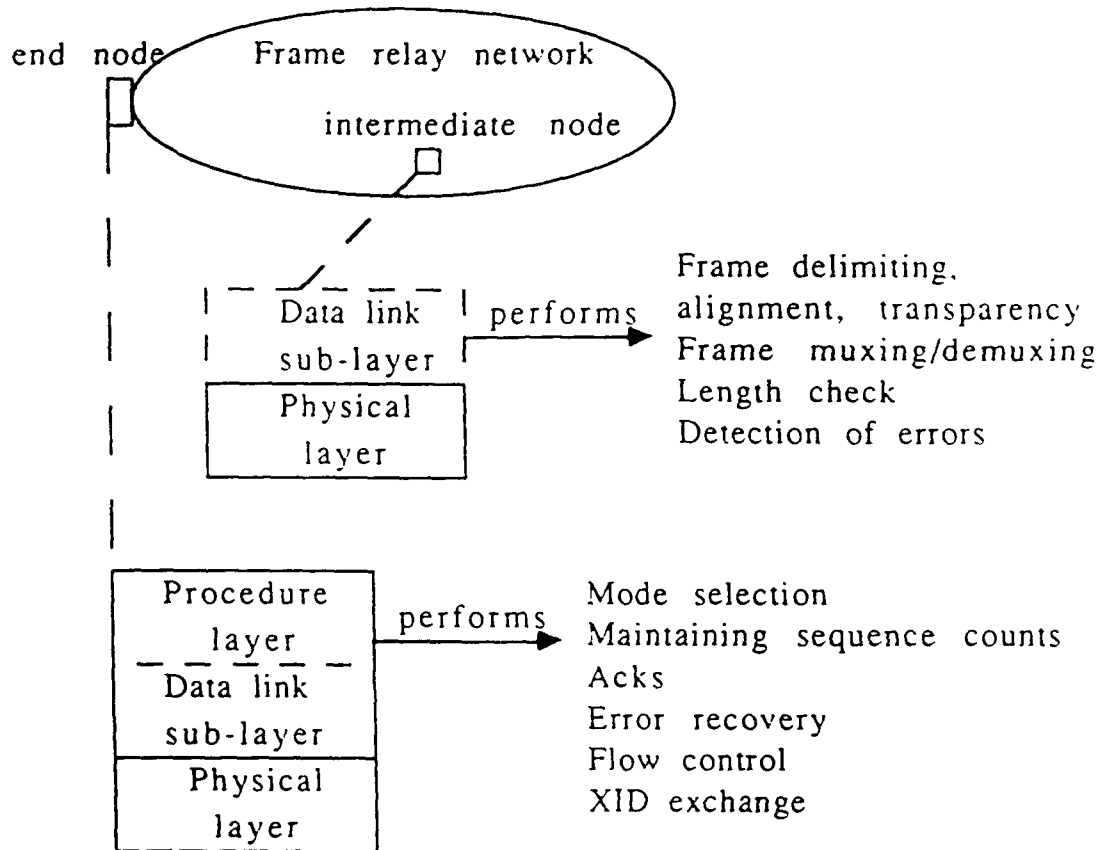 end node
Frame relay network
intermediate node
Data link
sub-layer
Physical
layer
performs
Frame delimiting,
alignment, transparency
Frame muxing/demuxing
Length check
Detection of errors
Procedure
layer
Data link
sub-layer
Physical
layer
performs
Mode selection
Maintaining sequence counts
Acks
Error recovery
Flow control
XID exchange